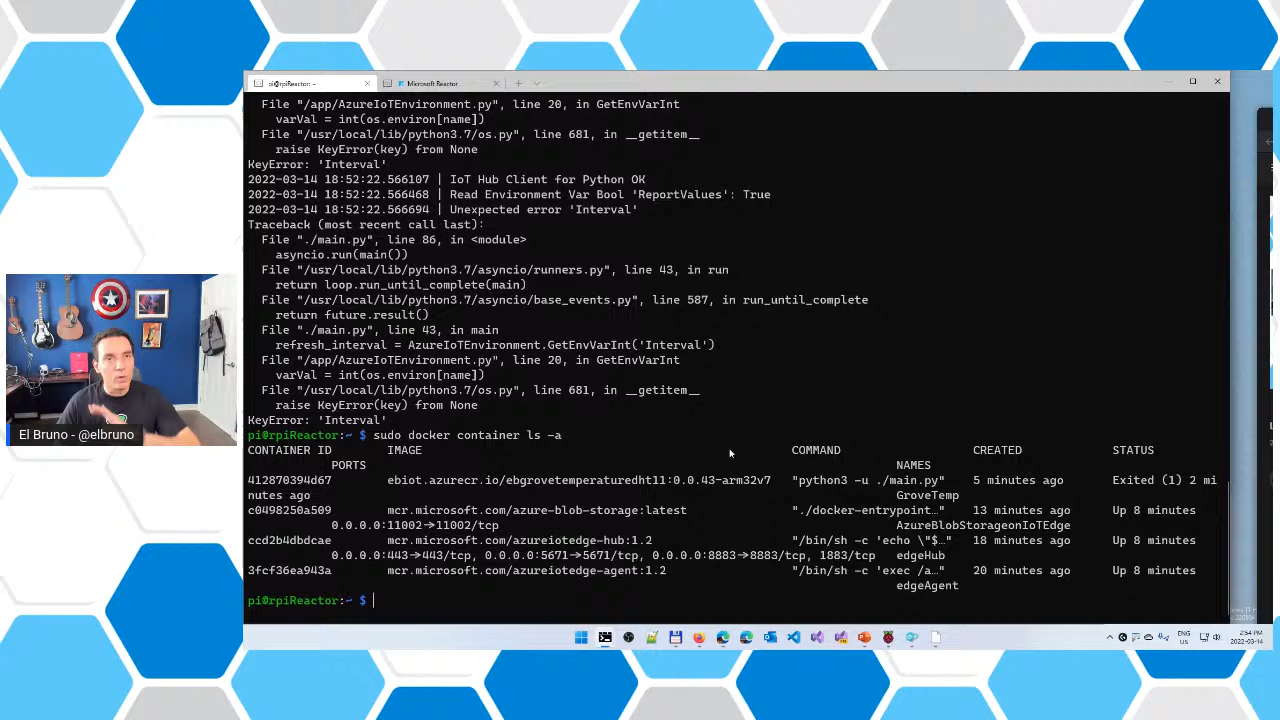 pi@rpiReactor: ~
Microsoft Reactor
File "/app/AzureIoTEnvironment.py", line 20, in GetEnvVarInt
varVal = int(os.environ[name])
File "/usr/local/lib/python3.7/os.py", line 681, in __getitem__
raise KeyError(key) from None
KeyError: 'Interval'
2022-03-14 18:52:22.566107 | IoT Hub Client for Python OK
2022-03-14 18:52:22.566468 | Read Environment Var Bool 'ReportValues': True
2022-03-14 18:52:22.566694 | Unexpected error 'Interval'
Traceback (most recent call last):
File "./main.py", line 86, in <module>
asyncio.run(main())
File "/usr/local/lib/python3.7/asyncio/runners.py", line 43, in run
return loop.run_until_complete(main)
File "/usr/local/lib/python3.7/asyncio/base_events.py", line 587, in run_until_complete
return future.result()
File "./main.py", line 43, in main
refresh_interval = AzureIoTEnvironment.GetEnvVarInt('Interval')
File "/app/AzureIoTEnvironment.py", line 20, in GetEnvVarInt
varVal = int(os.environ[name])
File "/usr/local/lib/python3.7/os.py", line 681, in __getitem__
raise KeyError(key) from None
KeyError: 'Interval'
pi@rpiReactor:~ $ sudo docker container ls -a
CONTAINER ID IMAGE COMMAND CREATED STATUS
PORTS NAMES
412870394d67 ebiot.azurecr.io/ebgrovetemperaturedht11:0.0.43-arm32v7 "python3 -u ./main.py" 5 minutes ago Exited (1) 2 mi
nutes ago GroveTemp
c0498250a509 mcr.microsoft.com/azure-blob-storage:latest "./docker-entrypoint…" 13 minutes ago Up 8 minutes
0.0.0.0:11002->11002/tcp AzureBlobStorageonIoTEdge
ccd2b4dbdcae mcr.microsoft.com/azureiotedge-hub:1.2 "/bin/sh -c 'echo \"$…" 18 minutes ago Up 8 minutes
0.0.0.0:443->443/tcp, 0.0.0.0:5671->5671/tcp, 0.0.0.0:8883->8883/tcp, 1883/tcp edgeHub
3fcf36ea943a mcr.microsoft.com/azureiotedge-agent:1.2 "/bin/sh -c 'exec /a…" 20 minutes ago Up 8 minutes
edgeAgent
pi@rpiReactor:~ $
El Bruno - @elbruno
ENG
US
2:54 PM
2022-03-14